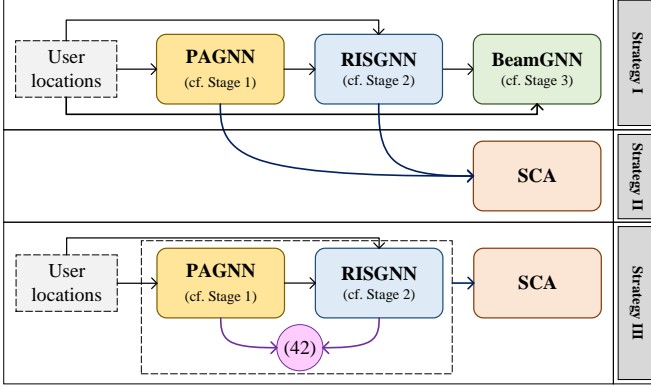 User
locations
PAGNN
(cf. Stage 1)
RISGNN
(cf. Stage 2)
BeamGNN
(cf. Stage 3)
Strategy I
SCA
Strategy II
User
locations
PAGNN
(cf. Stage 1)
RISGNN
(cf. Stage 2)
SCA
(42)
Strategy III